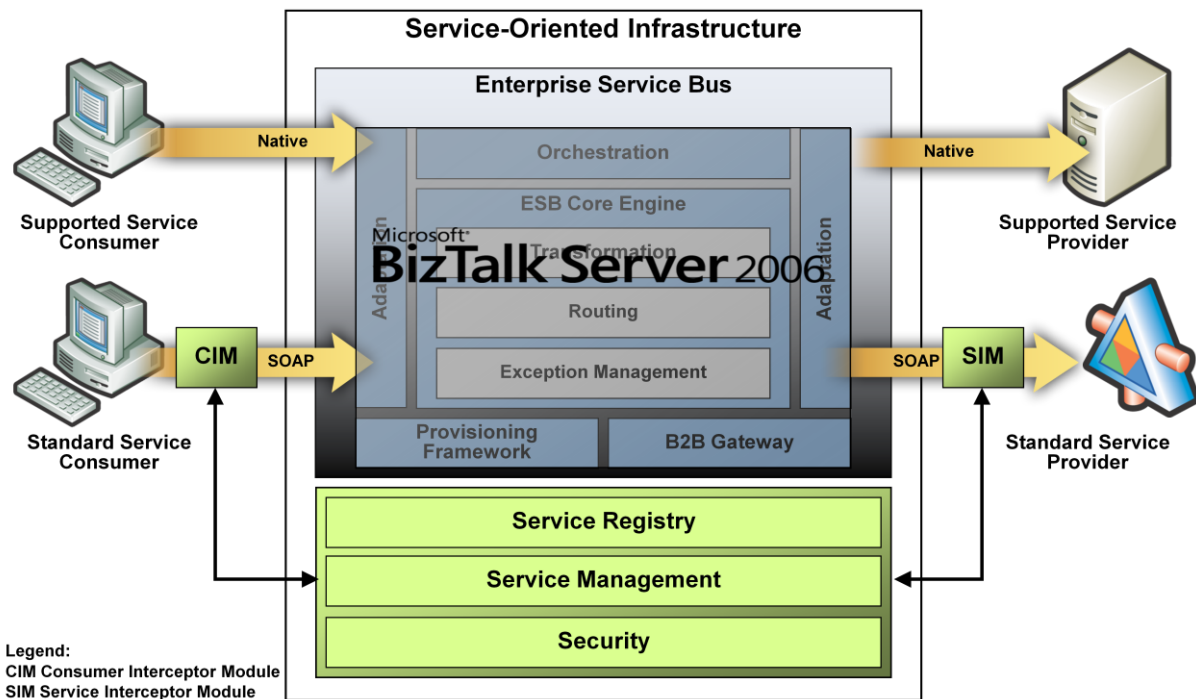 Service-Oriented Infrastructure
Enterprise Service Bus
Native
Orchestration
Native
ESB Core Engine
Supported Service
Consumer
Supported Service
Provider
Adaptation
Microsoft®
Transformation
BizTalk Server 2006
Adaptation
Routing
CIM
SOAP
Exception Management
SOAP
SIM
Standard Service
Consumer
Provisioning
Framework
B2B Gateway
Standard Service
Provider
Service Registry
Service Management
Security
Legend:
CIM Consumer Interceptor Module
SIM Service Interceptor Module